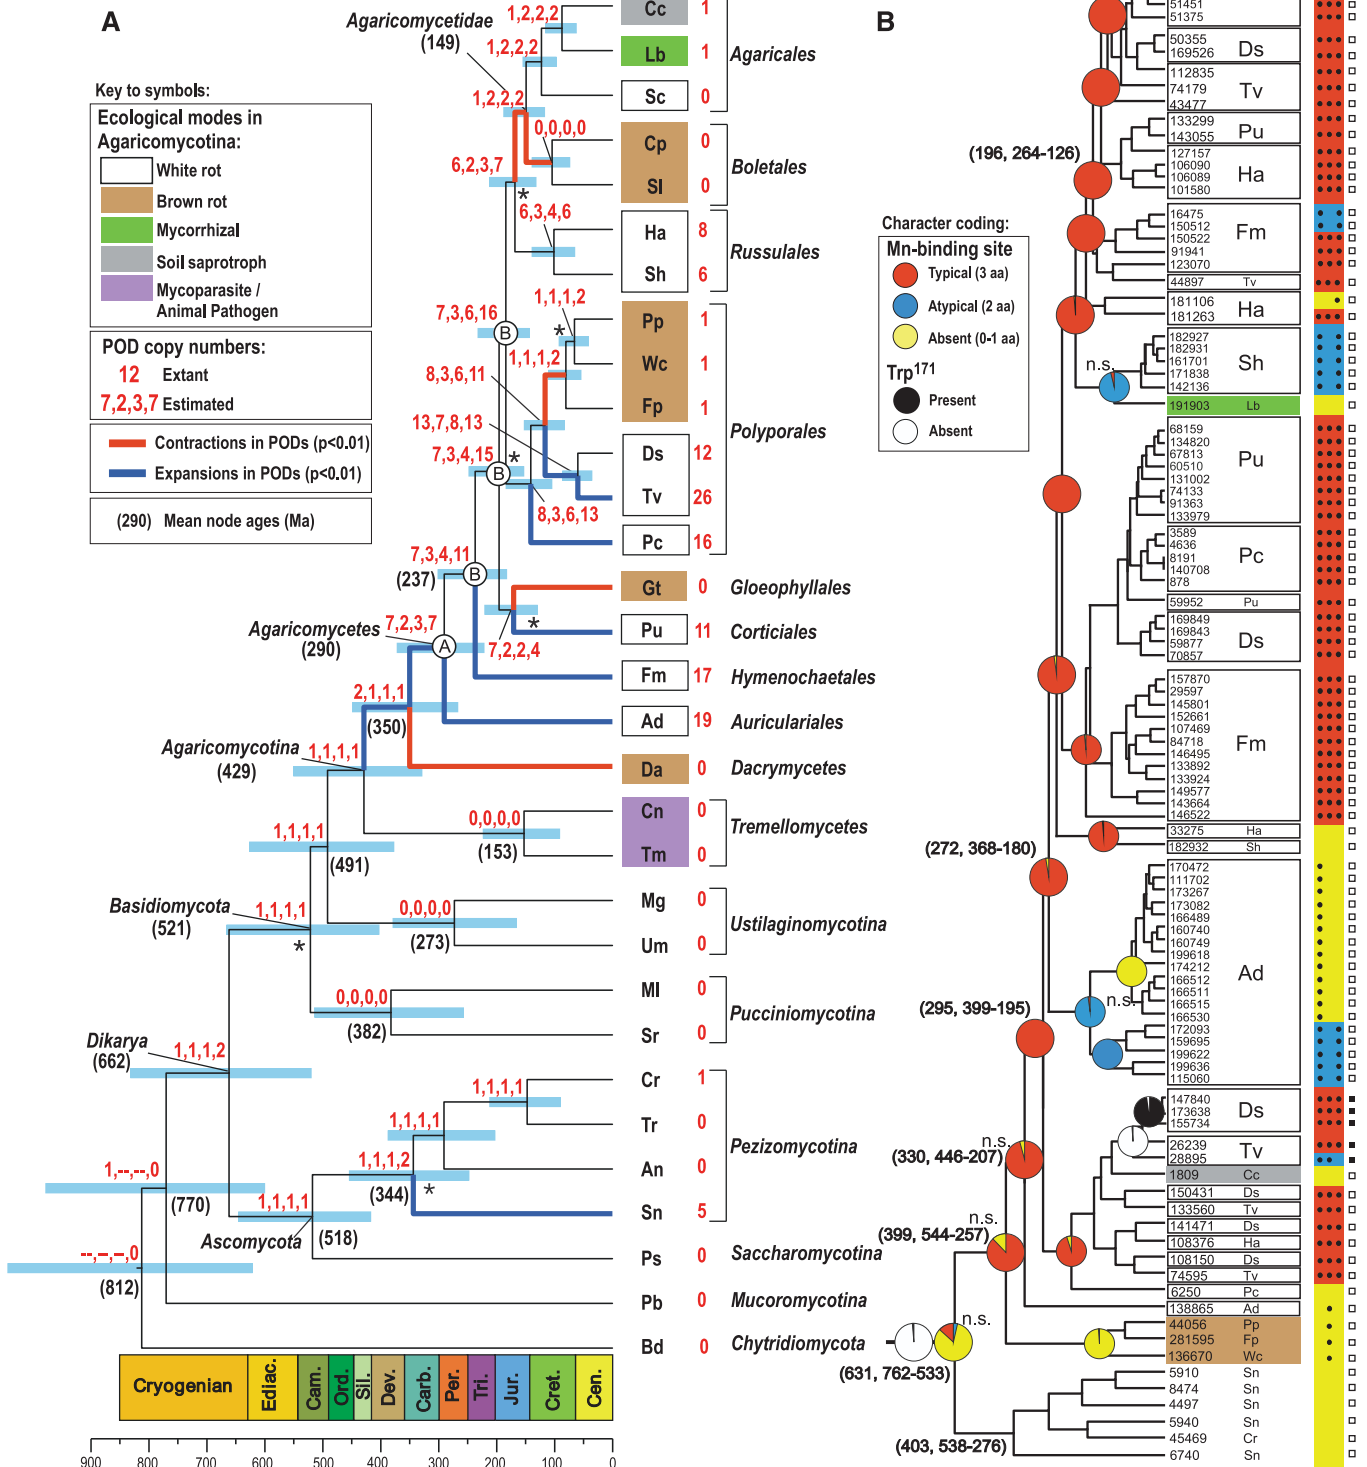 A
Key to symbols:
Ecological modes in
Agaricomycotina:
White rot
Brown rot
Mycorrhizal
Soil saprotroph
Mycoparasite /
Animal Pathogen
POD copy numbers:
12 Extant
7,2,3,7 Estimated
Contractions in PODs (p<0.01)
Expansions in PODs (p<0.01)
(290) Mean node ages (Ma)
Agaricomycetidae
(149)
1,2,2,2
1,2,2,2
1,2,2,2
0,0,0,0
6,2,3,7
*
6,3,4,6
7,3,6,16
B
1,1,1,2
*
1,1,1,2
8,3,6,11
13,7,8,13
7,3,4,15
B
*
8,3,6,13
7,3,4,11
B
(237)
*
7,2,2,4
Agaricomycetes
(290)
7,2,3,7
A
2,1,1,1
(350)
Agaricomycotina
(429)
1,1,1,1
0,0,0,0
(153)
1,1,1,1
(491)
Basidiomycota
(521)
1,1,1,1
*
0,0,0,0
(273)
0,0,0,0
(382)
Dikarya
(662)
1,1,1,2
1,1,1,1
1,1,1,1
1,1,1,2
(344)
*
1,--,--,0
(770)
1,1,1,1
Ascomycota
(518)
--,--,--,0
(812)
Cc 1
Lb 1
Sc 0
Agaricales
Cp 0
Sl 0
Boletales
Ha 8
Sh 6
Russulales
Pp 1
Wc 1
Fp 1
Ds 12
Tv 26
Pc 16
Polyporales
Gt 0 Gloeophyllales
Pu 11 Corticiales
Fm 17 Hymenochaetales
Ad 19 Auriculariales
Da 0 Dacrymycetes
Cn 0
Tm 0
Tremellomycetes
Mg 0
Um 0
Ustilaginomycotina
Ml 0
Sr 0
Pucciniomycotina
Cr 1
Tr 0
An 0
Sn 5
Pezizomycotina
Ps 0 Saccharomycotina
Pb 0 Mucoromycotina
Bd 0 Chytridiomycota
Cryogenian
Ediac.
Cam.
Ord.
Sil.
Dev.
Carb.
Per.
Tri.
Jur.
Cret.
Cen.
900 800 700 600 500 400 300 200 100 0
B
Character coding:
Mn-binding site
Typical (3 aa)
Atypical (2 aa)
Absent (0-1 aa)
Trp171
Present
Absent
(196, 264-126)
n.s.
(272, 368-180)
(295, 399-195)
n.s.
n.s.
(330, 446-207)
n.s.
(399, 544-257)
n.s.
(631, 762-533)
(403, 538-276)
51451
51375
50355
169526
Ds
112835
74179
43477
Tv
133299
143055
Pu
127157
106090
106089
101580
Ha
16475
150512
150522
91941
123070
Fm
44897 Tv
181106
181263
Ha
182927
182931
161701
171838
142136
Sh
191903 Lb
68159
134820
67813
60510
131002
74133
91363
133979
Pu
3589
4636
8191
140708
878
Pc
59952 Pu
169849
169843
59877
70857
Ds
157870
29597
145801
152661
107469
84718
146495
133892
133924
149577
143664
146522
Fm
33275 Ha
182932 Sh
170472
111702
173267
173082
166489
160740
160749
199618
174212
166512
166511
166515
166530
172093
159695
199622
199636
115060
Ad
147840
173638
155734
Ds
26239
28895
Tv
1809 Cc
150431 Ds
133560 Tv
141471 Ds
108376 Ha
108150 Ds
74595 Tv
6250 Pc
138865 Ad
44056 Pp
281595 Fp
136670 Wc
5910 Sn
8474 Sn
4497 Sn
5940 Sn
45469 Cr
6740 Sn